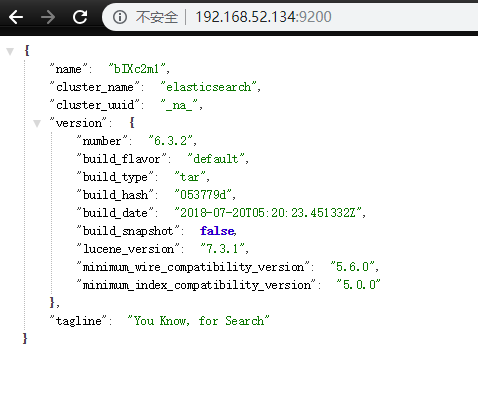 不安全 | 192.168.52.134:9200
{
"name": "bIXc2m1",
"cluster_name": "elasticsearch",
"cluster_uuid": "_na_",
"version": {
"number": "6.3.2",
"build_flavor": "default",
"build_type": "tar",
"build_hash": "053779d",
"build_date": "2018-07-20T05:20:23.451332Z",
"build_snapshot": false,
"lucene_version": "7.3.1",
"minimum_wire_compatibility_version": "5.6.0",
"minimum_index_compatibility_version": "5.0.0"
},
"tagline": "You Know, for Search"
}